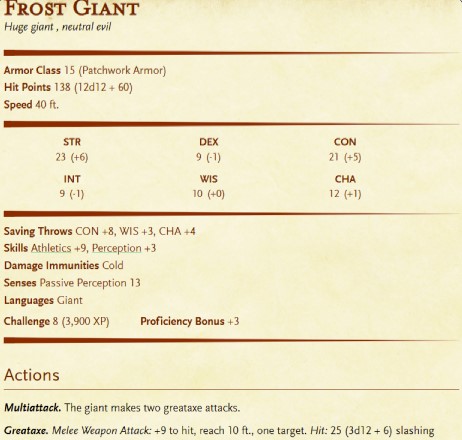 Frost Giant
Huge giant , neutral evil
Armor Class 15 (Patchwork Armor)
Hit Points 138 (12d12 + 60)
Speed 40 ft.
STR DEX CON
23 (+6) 9 (-1) 21 (+5)
INT WIS CHA
9 (-1) 10 (+0) 12 (+1)
Saving Throws CON +8, WIS +3, CHA +4
Skills Athletics +9, Perception +3
Damage Immunities Cold
Senses Passive Perception 13
Languages Giant
Challenge 8 (3,900 XP) Proficiency Bonus +3
Actions
Multiattack. The giant makes two greataxe attacks.
Greataxe. Melee Weapon Attack: +9 to hit, reach 10 ft., one target. Hit: 25 (3d12 + 6) slashing